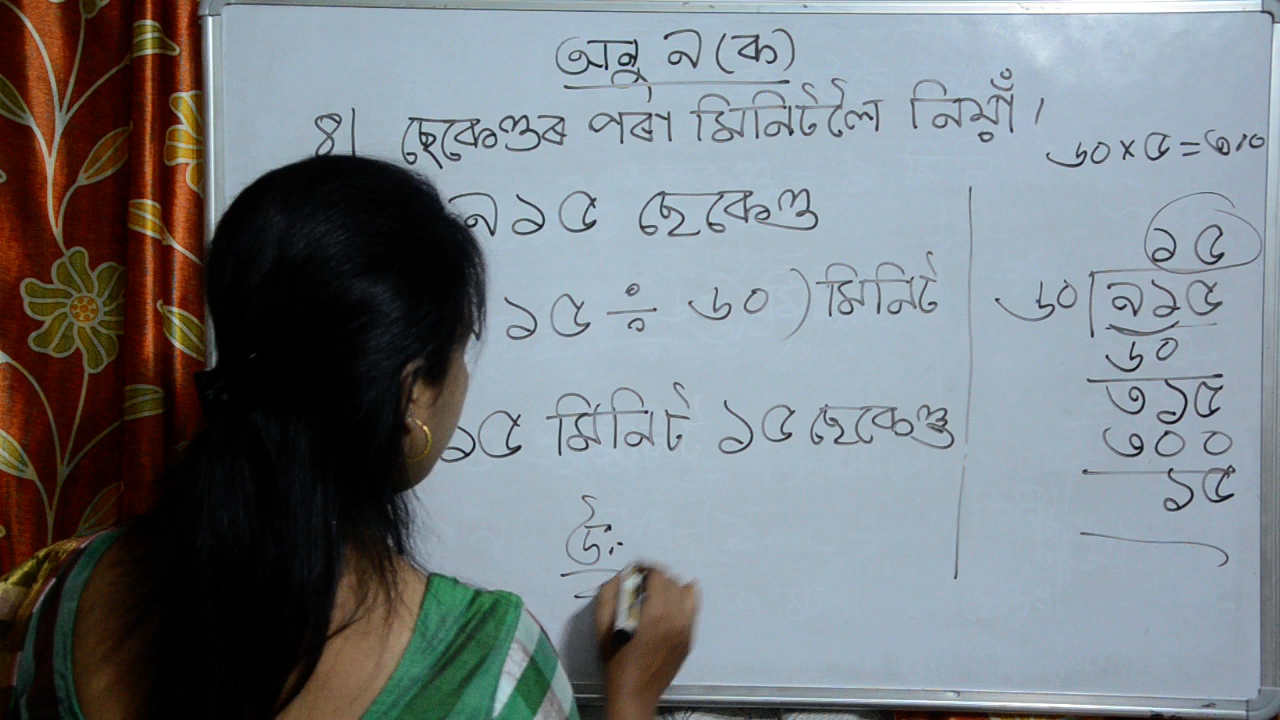 অনু ৯ (ক)
৪| ছেকেণ্ডৰ পৰা মিনিটলৈ নিয়াঁ।
৬০ × ৫ = ৩০০
৯১৫ ছেকেণ্ড
১৫ ÷ ৬০ ) মিনিট
১৫ মিনিট ১৫ ছেকেণ্ড
উঃ
১৫
৬০ ৯১৫
৬০
৩১৫
৩০০
১৫